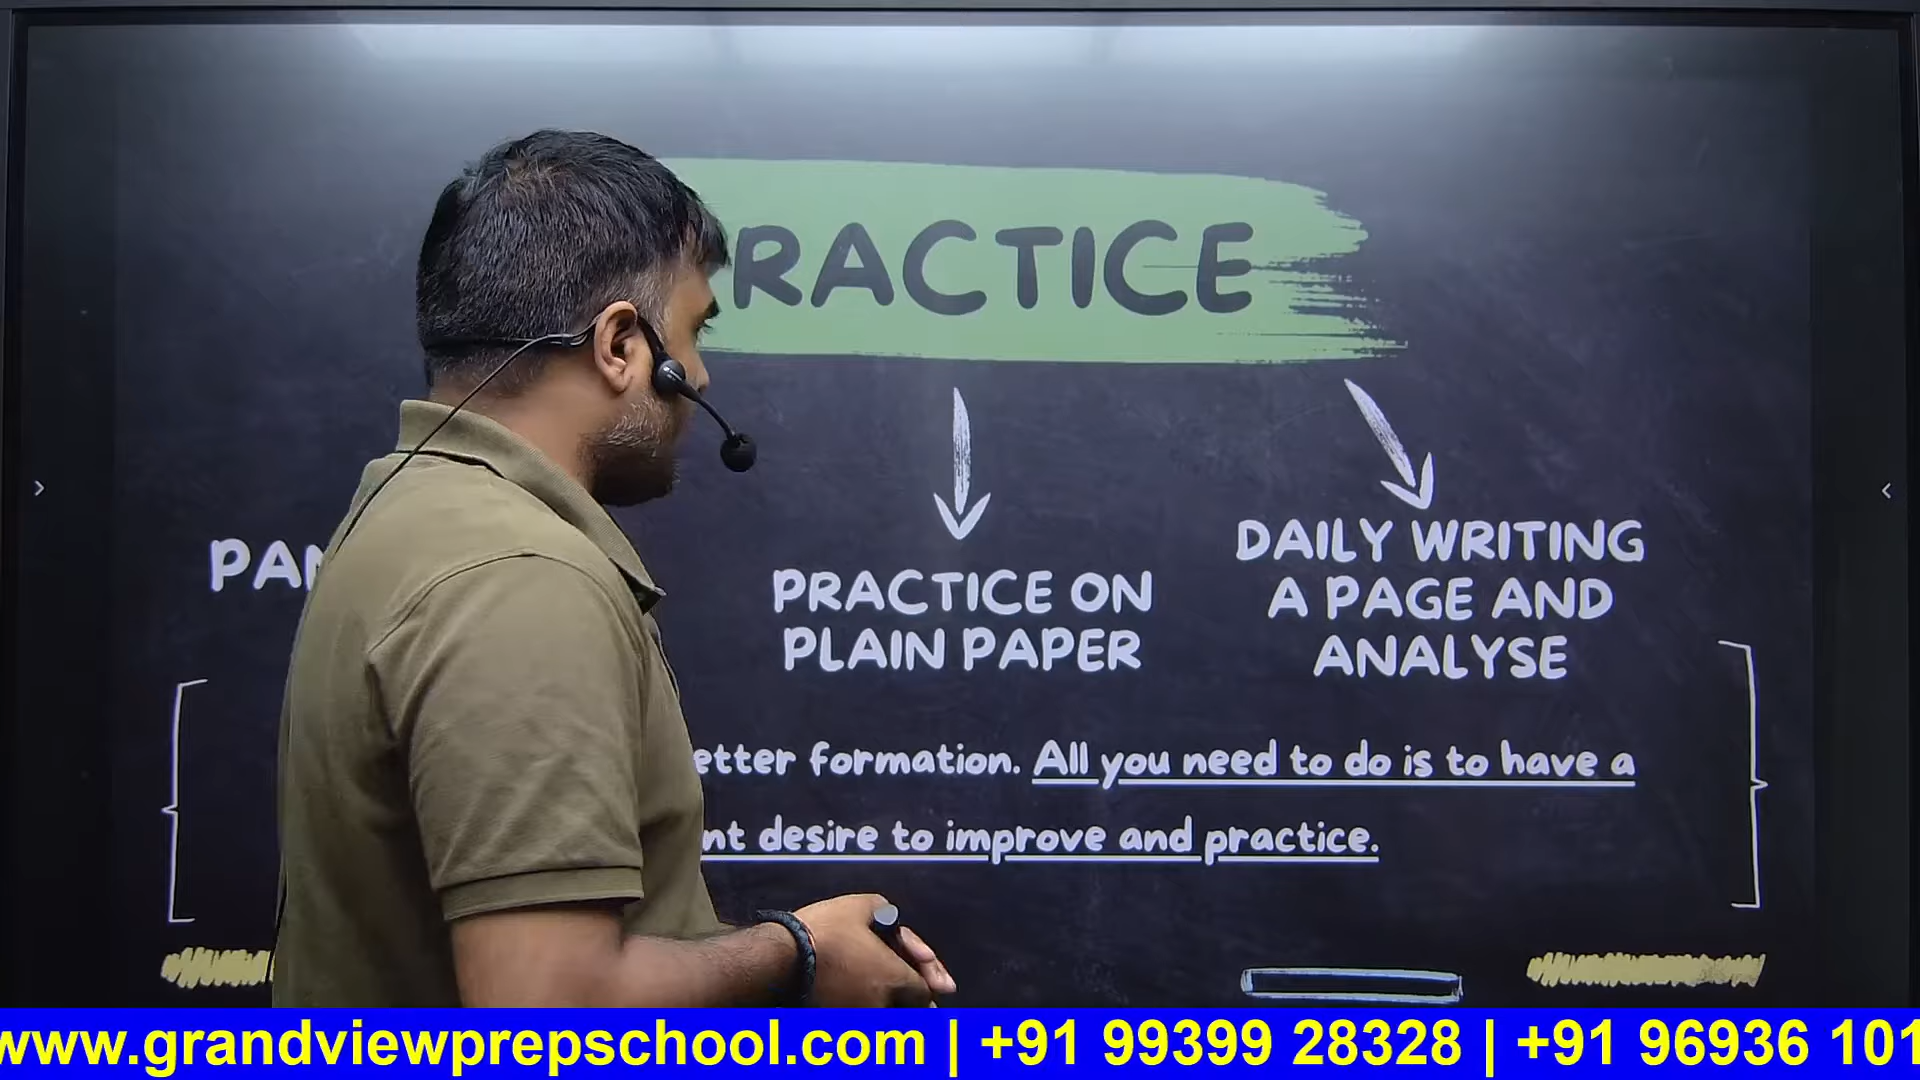 RACTICE
PRACTICE ON
PLAIN PAPER
DAILY WRITING
A PAGE AND
ANALYSE
etter formation. All you need to do is to have a
nt desire to improve and practice.
www.grandviewprepschool.com | +91 99399 28328 | +91 96936 101